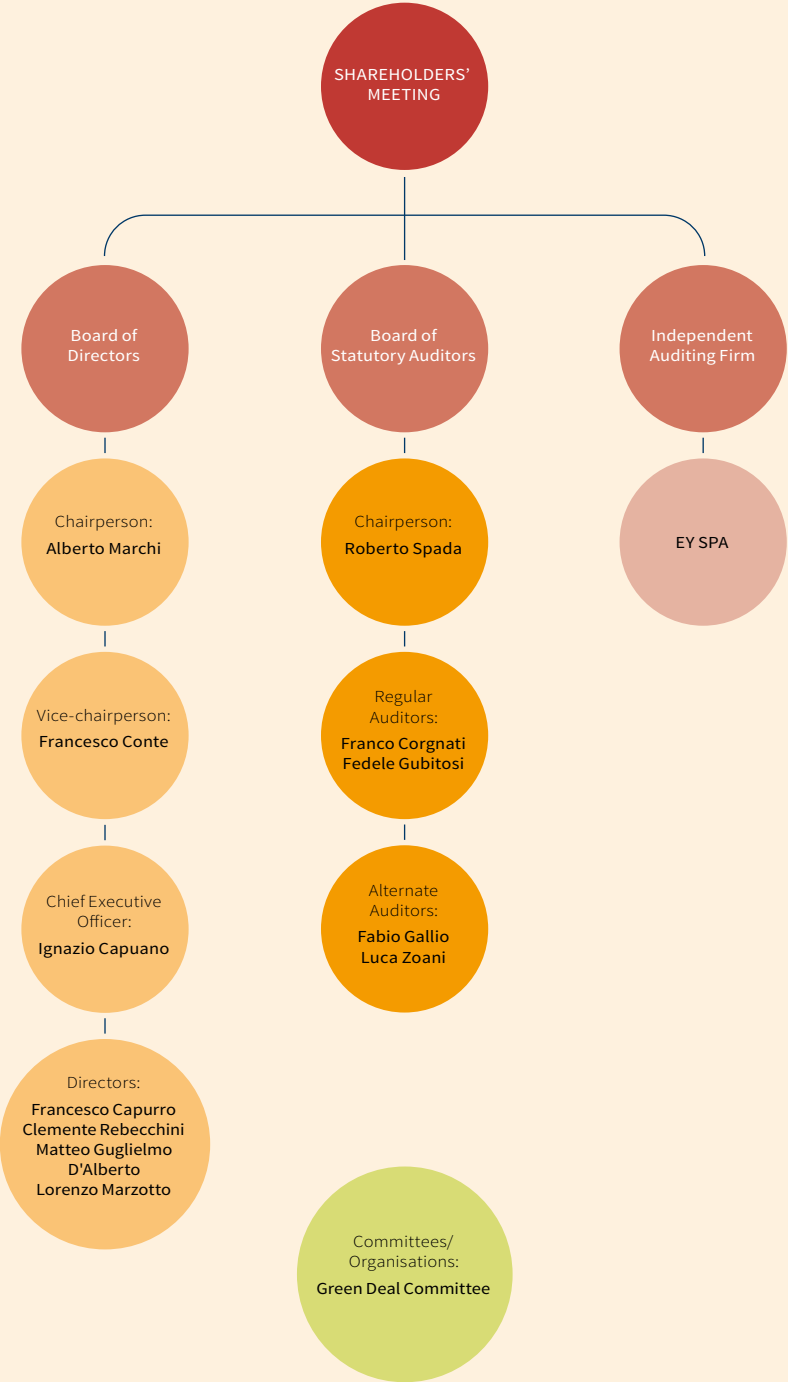 SHAREHOLDERS’
MEETING
Board of
Directors
Chairperson:
Alberto Marchi
Vice-chairperson:
Francesco Conte
Chief Executive
Officer:
Ignazio Capuano
Directors:
Francesco Capurro
Clemente Rebecchini
Matteo Guglielmo
D'Alberto
Lorenzo Marzotto
Board of
Statutory Auditors
Chairperson:
Roberto Spada
Regular
Auditors:
Franco Corgnati
Fedele Gubitosi
Alternate
Auditors:
Fabio Gallio
Luca Zoani
Independent
Auditing Firm
EY SPA
Committees/
Organisations:
Green Deal Committee